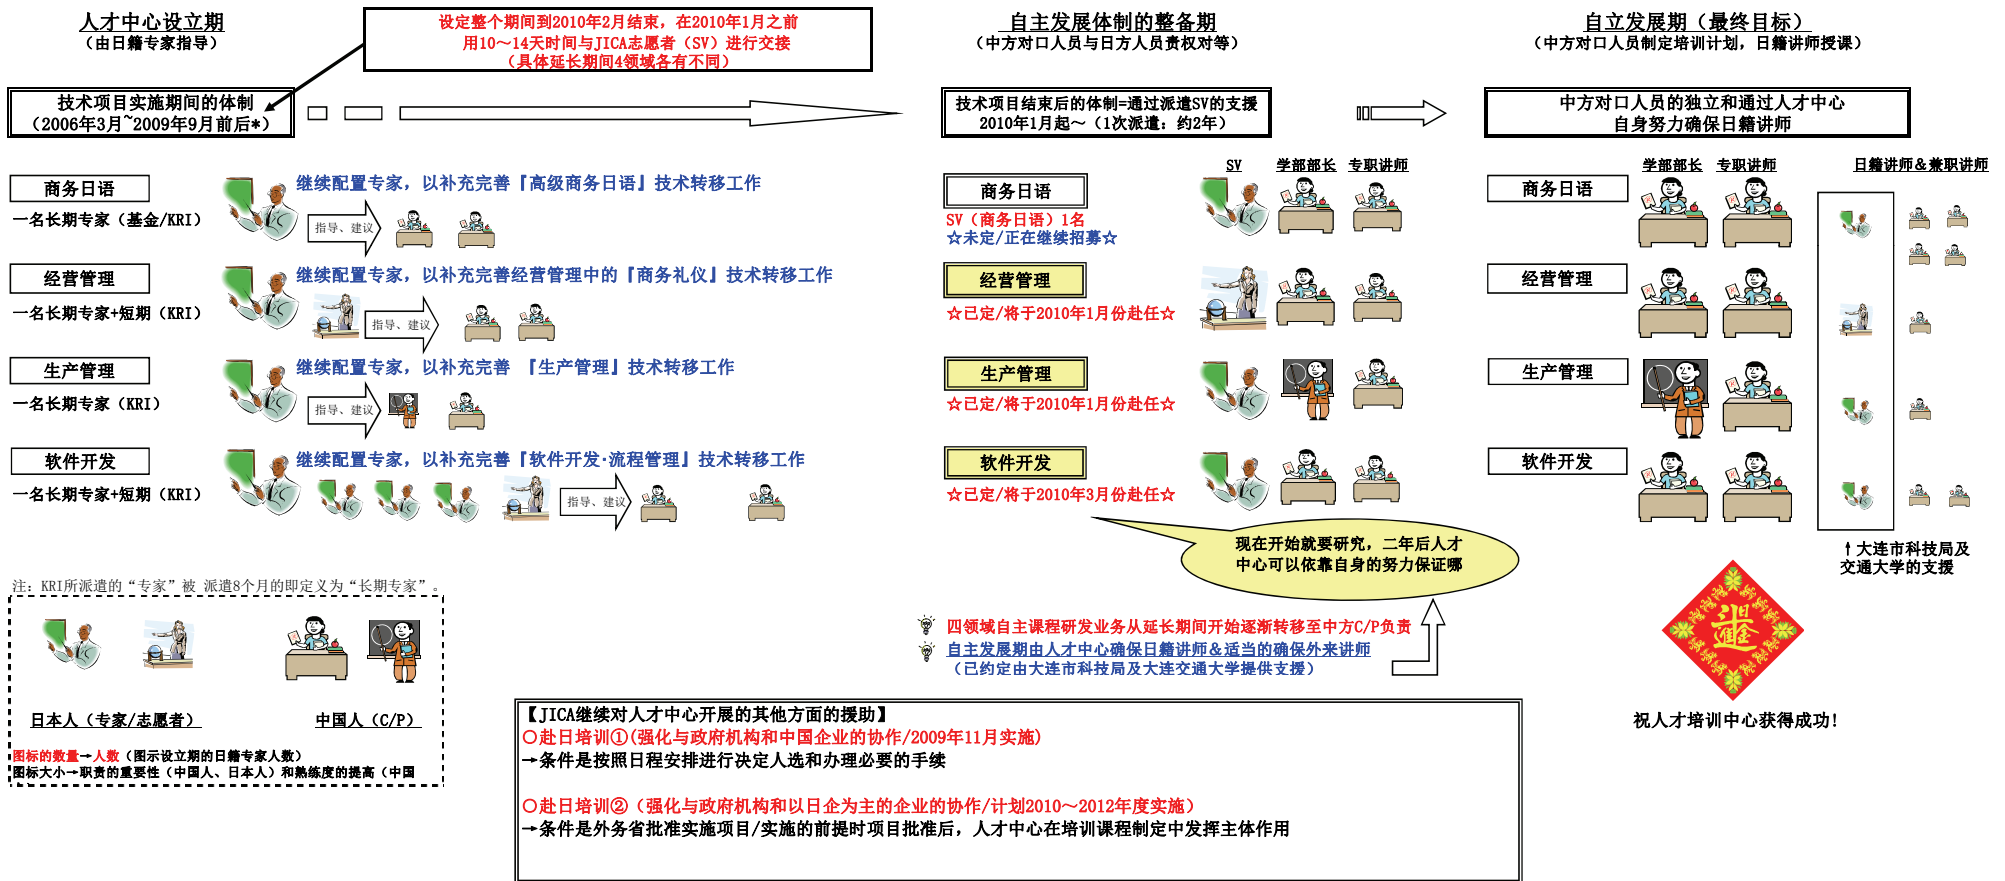 人才中心设立期
（由日籍专家指导）
设定整个期间到2010年2月结束，在2010年1月之前
用10～14天时间与JICA志愿者（SV）进行交接
（具体延长期间4领域各有不同）
自主发展体制的整备期
（中方对口人员与日方人员责权对等）
自立发展期（最终目标）
（中方对口人员制定培训计划，日籍讲师授课）
技术项目实施期间的体制
（2006年3月~2009年9月前后*）
技术项目结束后的体制=通过派遣SV的支援
2010年1月起～（1次派遣：约2年）
中方对口人员的独立和通过人才中心
自身努力确保日籍讲师
商务日语
一名长期专家（基金/KRI）
继续配置专家，以补充完善『高级商务日语』技术转移工作
指导、建议
经营管理
一名长期专家+短期（KRI）
继续配置专家，以补充完善经营管理中的『商务礼仪』技术转移工作
指导、建议
生产管理
一名长期专家（KRI）
继续配置专家，以补充完善 『生产管理』技术转移工作
指导、建议
软件开发
一名长期专家+短期（KRI）
继续配置专家，以补充完善『软件开发·流程管理』技术转移工作
指导、建议
SV 学部部长 专职讲师
商务日语
SV（商务日语）1名
☆未定/正在继续招募☆
经营管理
☆已定/将于2010年1月份赴任☆
生产管理
☆已定/将于2010年1月份赴任☆
软件开发
☆已定/将于2010年3月份赴任☆
学部部长 专职讲师 日籍讲师＆兼职讲师
商务日语
经营管理
生产管理
软件开发
↑大连市科技局及
交通大学的支援
现在开始就要研究，二年后人才
中心可以依靠自身的努力保证哪
四领域自主课程研发业务从延长期间开始逐渐转移至中方C/P负责
自主发展期由人才中心确保日籍讲师＆适当的确保外来讲师
（已约定由大连市科技局及大连交通大学提供支援）
祝人才培训中心获得成功！
注：KRI所派遣的“专家”被 派遣8个月的即定义为“长期专家”。
日本人（专家/志愿者）
中国人（C/P）
图标的数量→人数（图示设立期的日籍专家人数）
图标大小→职责的重要性（中国人、日本人）和熟练度的提高（中国
【JICA继续对人才中心开展的其他方面的援助】
○赴日培训①(强化与政府机构和中国企业的协作/2009年11月实施)
→条件是按照日程安排进行决定人选和办理必要的手续
○赴日培训②（强化与政府机构和以日企为主的企业的协作/计划2010～2012年度实施）
→条件是外务省批准实施项目/实施的前提时项目批准后，人才中心在培训课程制定中发挥主体作用